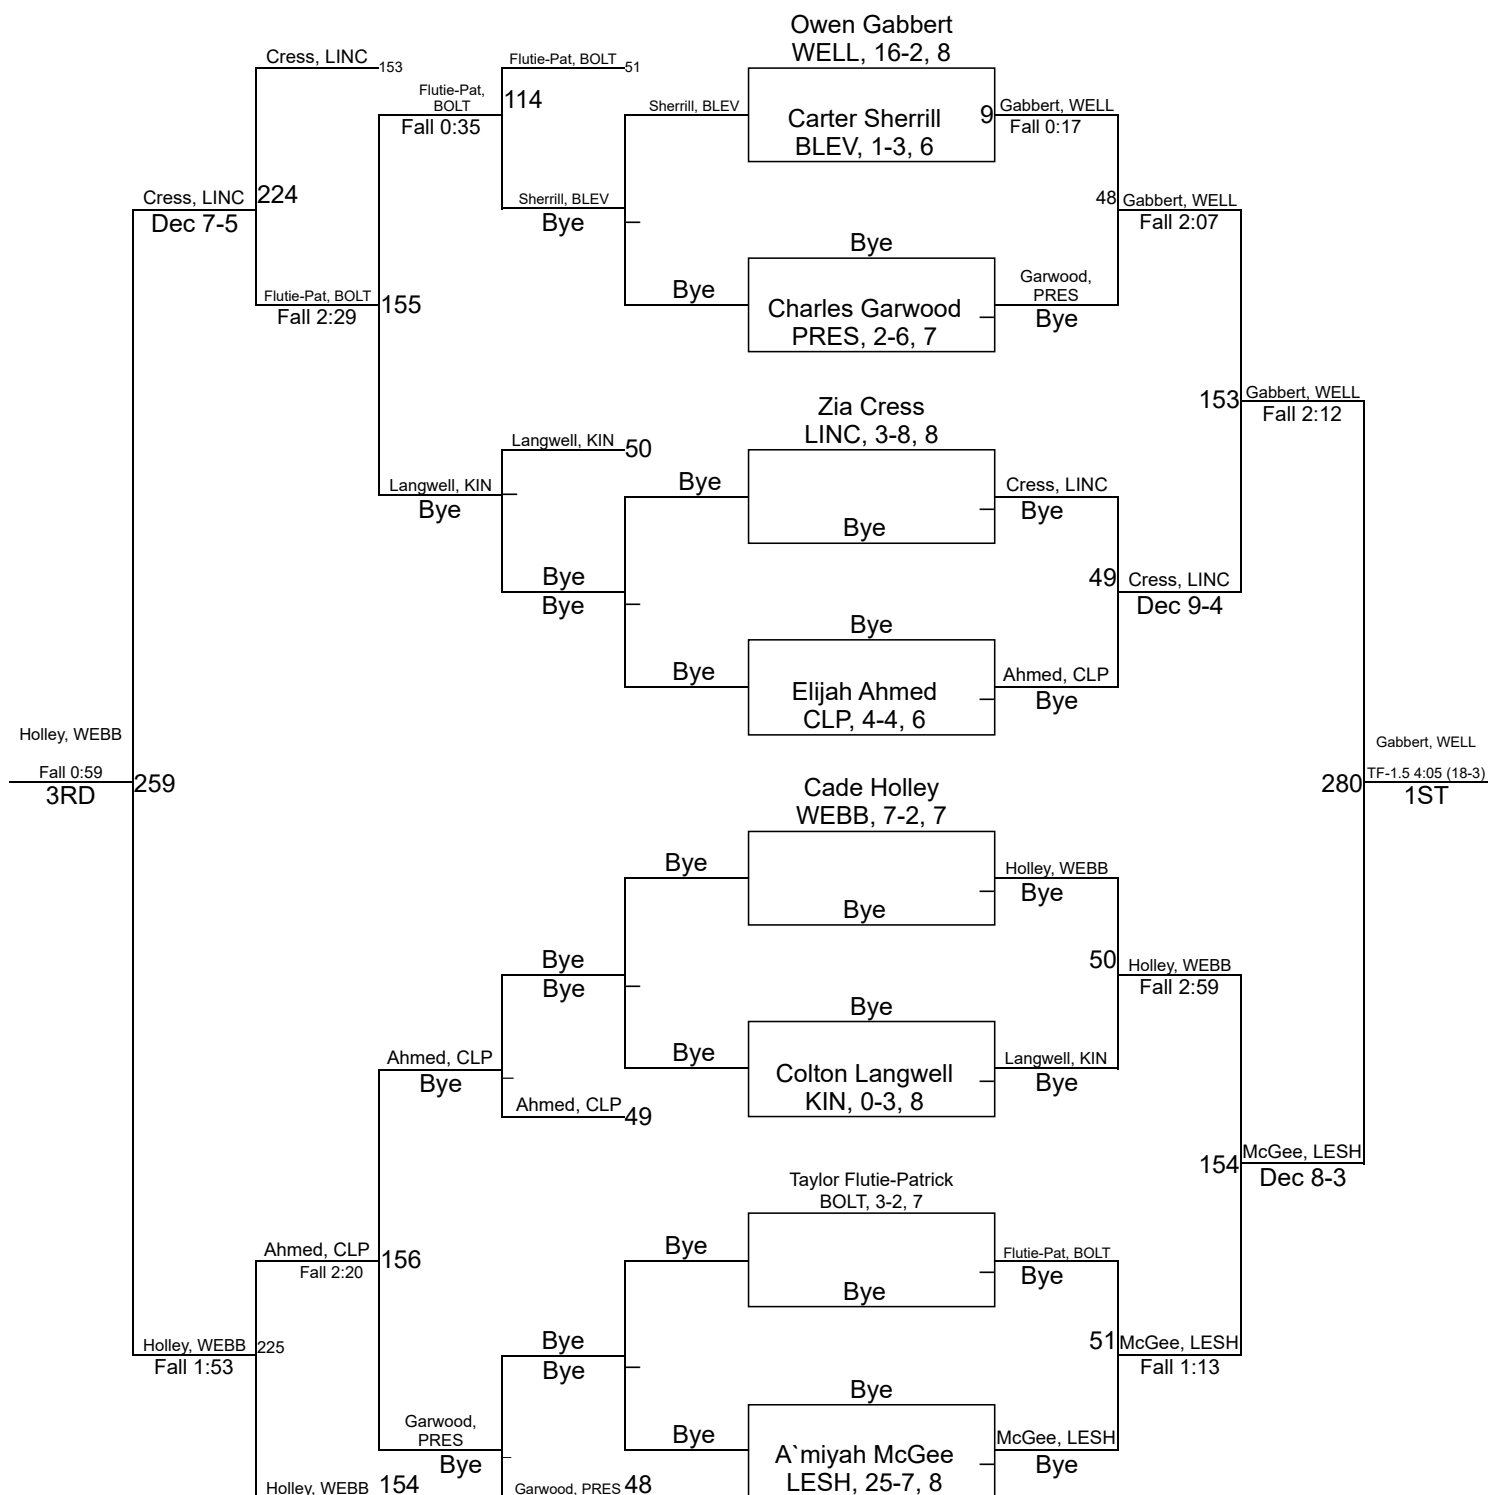 Owen Gabbert
WELL, 16-2, 8
Cress, LINC
153
Flutie-Pat, BOLT
51
Flutie-Pat,
BOLT
114
Fall 0:35
Sherrill, BLEV
Carter Sherrill
BLEV, 1-3, 6
9
Gabbert, WELL
Fall 0:17
Cress, LINC
224
Dec 7-5
Sherrill, BLEV
Bye
48
Gabbert, WELL
Fall 2:07
Bye
Flutie-Pat, BOLT
155
Fall 2:29
Bye
Charles Garwood
PRES, 2-6, 7
Garwood,
PRES
Bye
Zia Cress
LINC, 3-8, 8
153
Gabbert, WELL
Fall 2:12
Langwell, KIN
50
Langwell, KIN
Bye
Bye
Bye
Cress, LINC
Bye
Bye
Bye
49
Cress, LINC
Dec 9-4
Bye
Bye
Elijah Ahmed
CLP, 4-4, 6
Ahmed, CLP
Bye
Holley, WEBB
Fall 0:59
259
3RD
Gabbert, WELL
280
TF-1.5 4:05 (18-3)
1ST
Cade Holley
WEBB, 7-2, 7
Bye
Bye
Holley, WEBB
Bye
Bye
Bye
50
Holley, WEBB
Fall 2:59
Bye
Ahmed, CLP
Bye
Bye
Colton Langwell
KIN, 0-3, 8
Langwell, KIN
Bye
Ahmed, CLP
49
154
McGee, LESH
Dec 8-3
Taylor Flutie-Patrick
BOLT, 3-2, 7
Ahmed, CLP
156
Fall 2:20
Bye
Bye
Flutie-Pat, BOLT
Bye
Holley, WEBB
225
Fall 1:53
Bye
Bye
51
McGee, LESH
Fall 1:13
Bye
Garwood,
PRES
Bye
Bye
A`miyah McGee
LESH, 25-7, 8
McGee, LESH
Bye
Holley, WEBB
154
Garwood, PRES
48